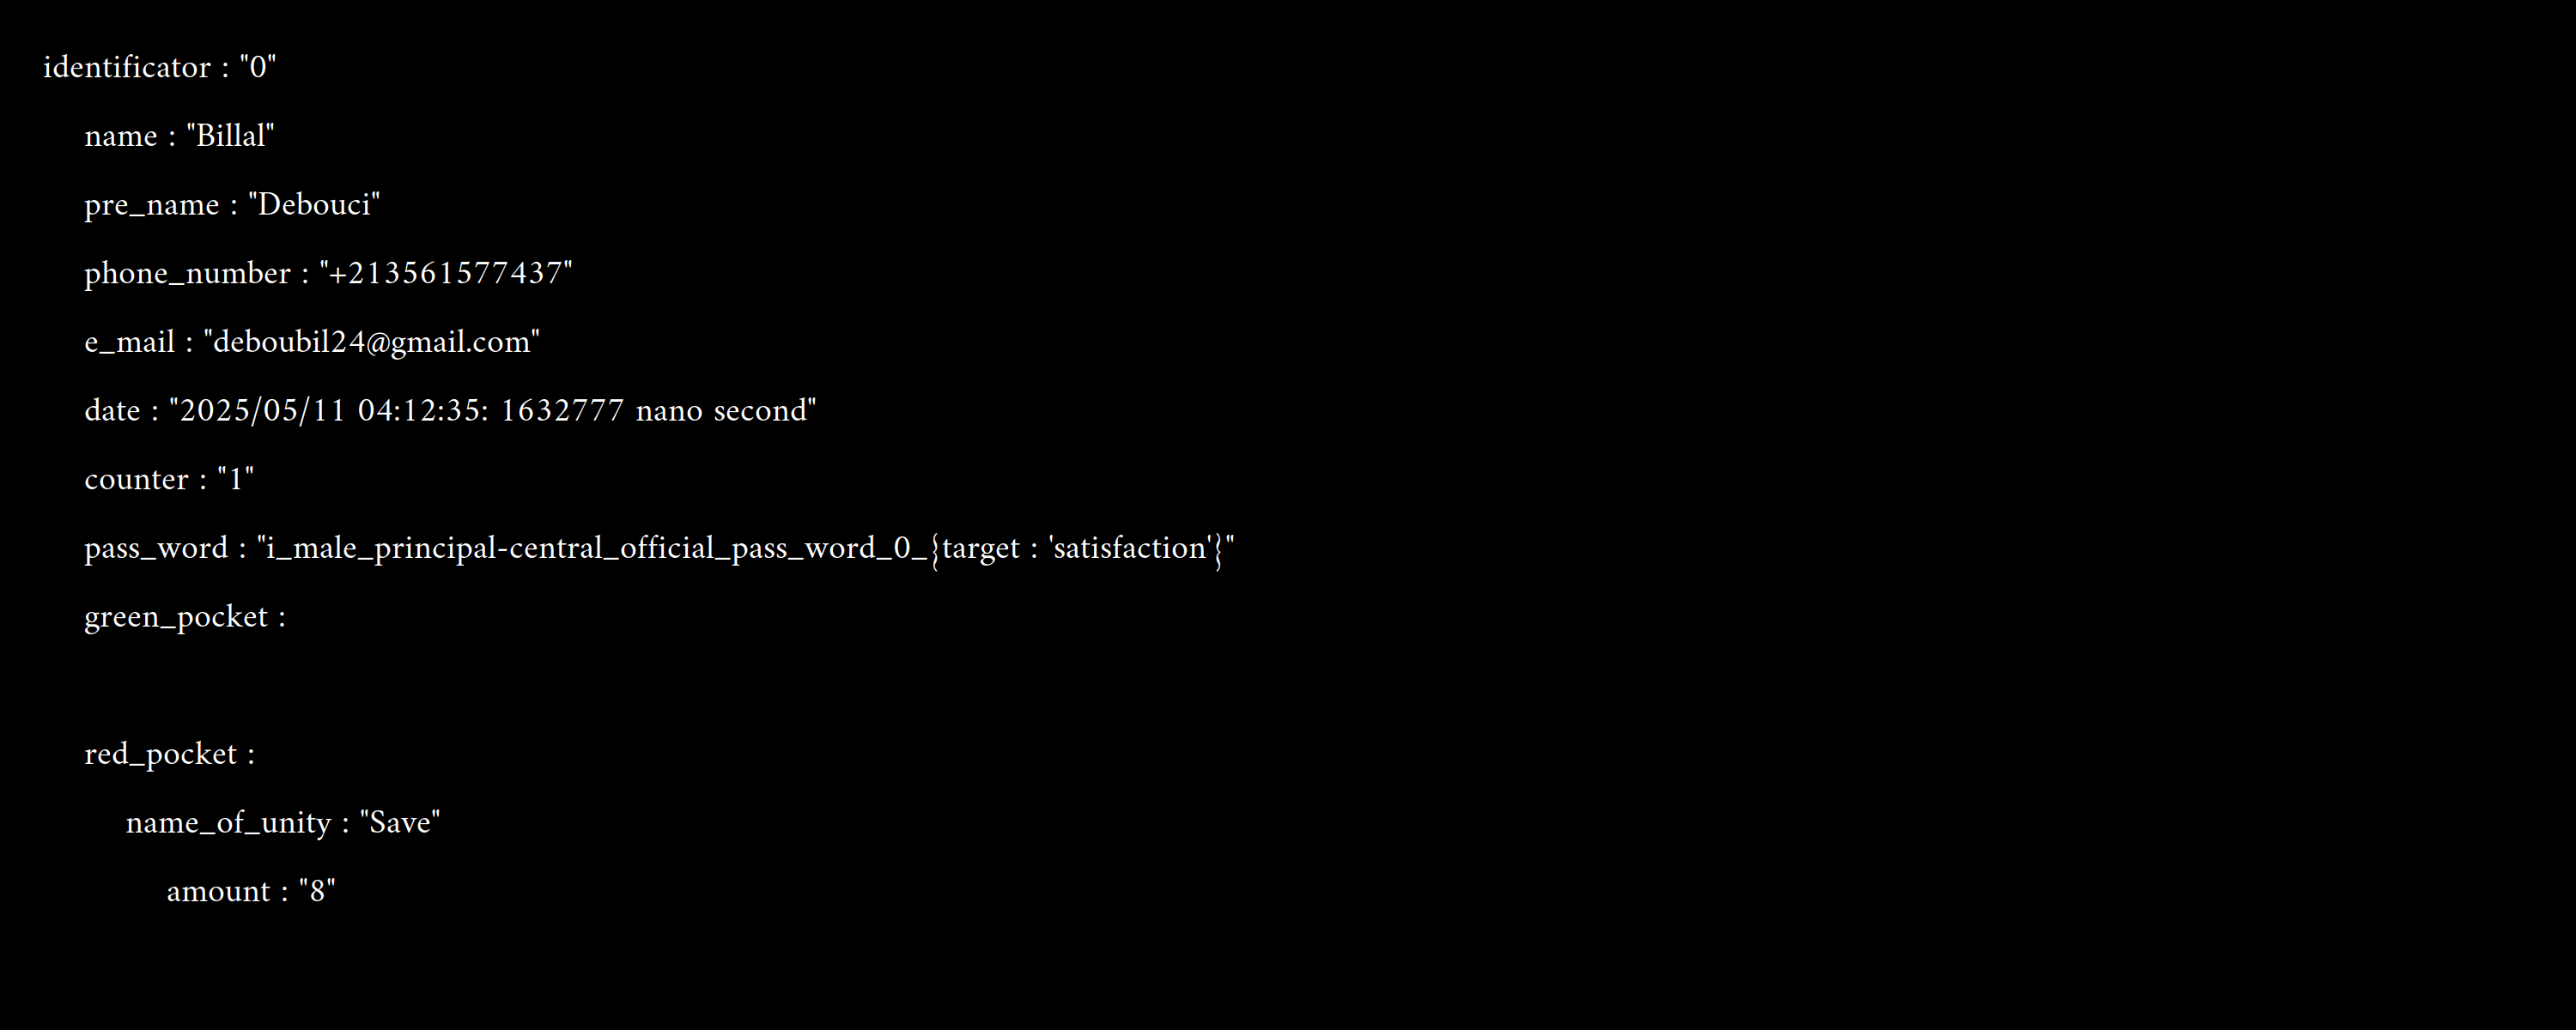 identificator : "0"
name : "Billal"
pre_name : "Debouci"
phone_number : "+213561577437"
e_mail : "deboubil24@gmail.com"
date : "2025/05/11 04:12:35: 1632777 nano second"
counter : "1"
pass_word : "i_male_principal-central_official_pass_word_0_{target : 'satisfaction'}"
green_pocket :
red_pocket :
name_of_unity : "Save"
amount : "8"